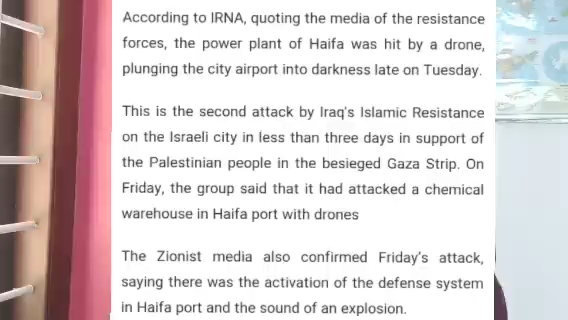 According to IRNA, quoting the media of the resistance
forces, the power plant of Haifa was hit by a drone,
plunging the city airport into darkness late on Tuesday.
This is the second attack by Iraq's Islamic Resistance
on the Israeli city in less than three days in support of
the Palestinian people in the besieged Gaza Strip. On
Friday, the group said that it had attacked a chemical
warehouse in Haifa port with drones
The Zionist media also confirmed Friday's attack,
saying there was the activation of the defense system
in Haifa port and the sound of an explosion.